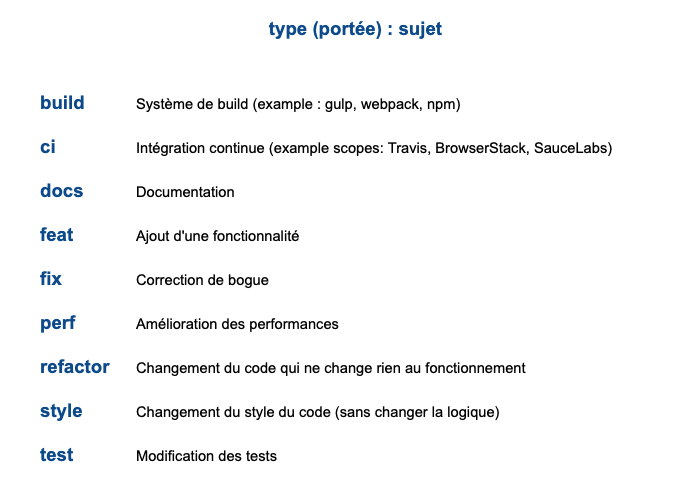 type (portée) : sujet
build Système de build (example : gulp, webpack, npm)
ci Intégration continue (example scopes: Travis, BrowserStack, SauceLabs)
docs Documentation
feat Ajout d'une fonctionnalité
fix Correction de bogue
perf Amélioration des performances
refactor Changement du code qui ne change rien au fonctionnement
style Changement du style du code (sans changer la logique)
test Modification des tests